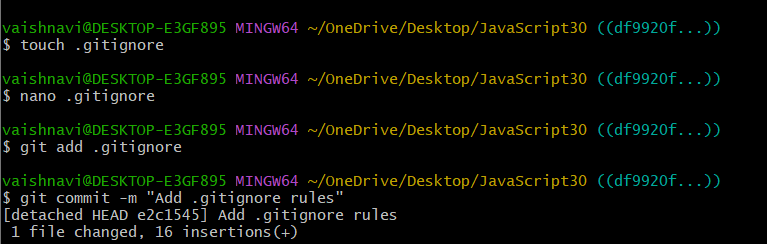 vaishnavi@DESKTOP-E3GF895 MINGW64 ~/OneDrive/Desktop/JavaScript30 ((df9920f...))
$ touch .gitignore
vaishnavi@DESKTOP-E3GF895 MINGW64 ~/OneDrive/Desktop/JavaScript30 ((df9920f...))
$ nano .gitignore
vaishnavi@DESKTOP-E3GF895 MINGW64 ~/OneDrive/Desktop/JavaScript30 ((df9920f...))
$ git add .gitignore
vaishnavi@DESKTOP-E3GF895 MINGW64 ~/OneDrive/Desktop/JavaScript30 ((df9920f...))
$ git commit -m "Add .gitignore rules"
[detached HEAD e2c1545] Add .gitignore rules
 1 file changed, 16 insertions(+)